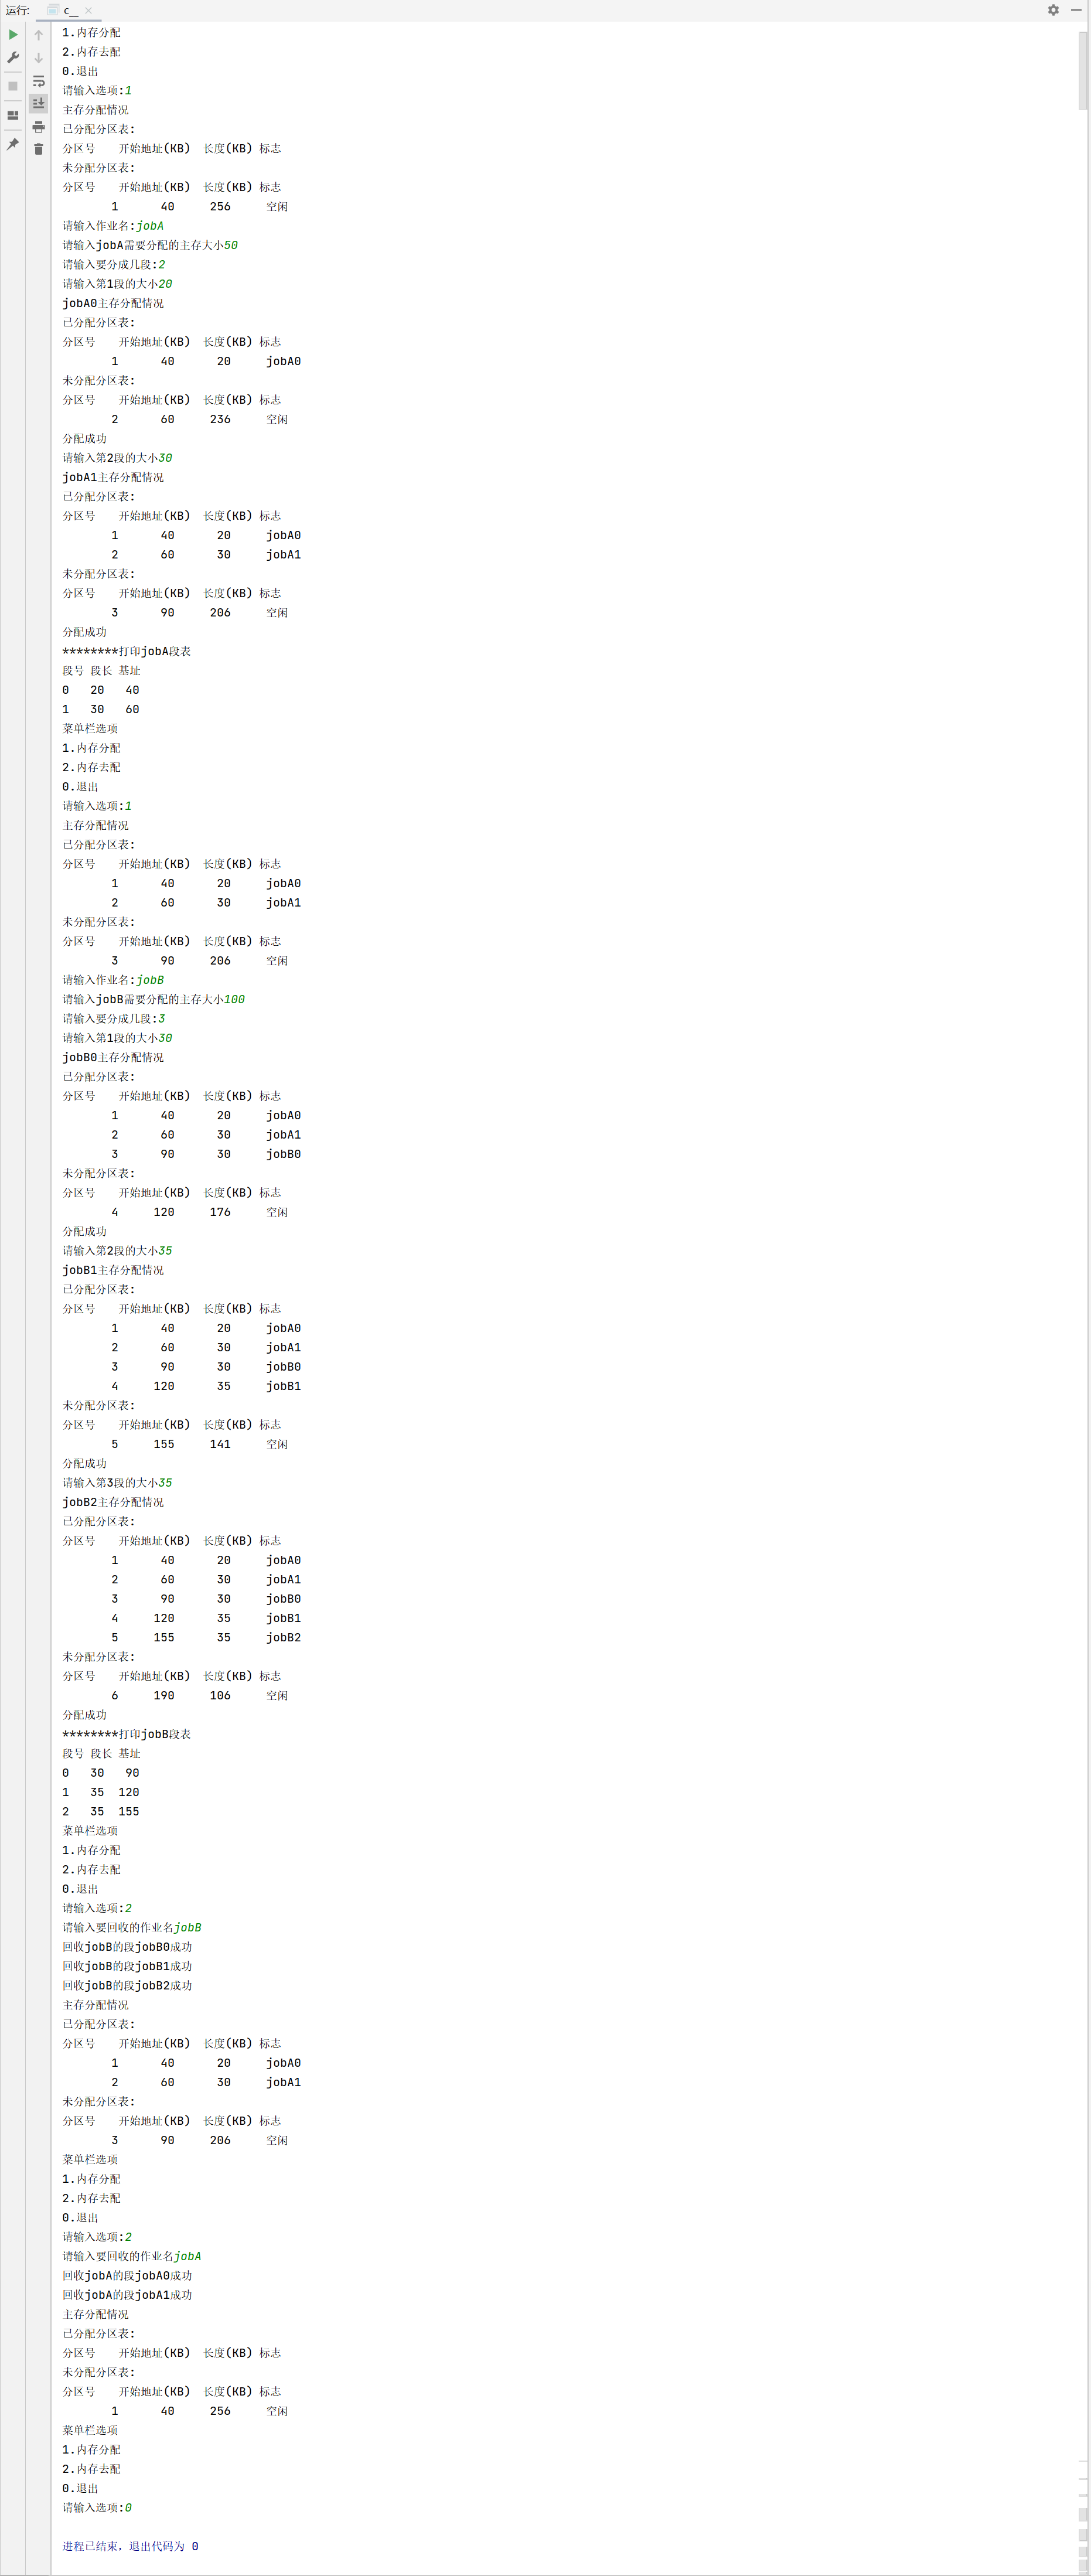 运行: c__
1.内存分配
2.内存去配
0.退出
请输入选项:1
主存分配情况
已分配分区表:
分区号 开始地址(KB) 长度(KB) 标志
未分配分区表:
分区号 开始地址(KB) 长度(KB) 标志
1 40 256 空闲
请输入作业名:jobA
请输入jobA需要分配的主存大小50
请输入要分成几段:2
请输入第1段的大小20
jobA0主存分配情况
已分配分区表:
分区号 开始地址(KB) 长度(KB) 标志
1 40 20 jobA0
未分配分区表:
分区号 开始地址(KB) 长度(KB) 标志
2 60 236 空闲
分配成功
请输入第2段的大小30
jobA1主存分配情况
已分配分区表:
分区号 开始地址(KB) 长度(KB) 标志
1 40 20 jobA0
2 60 30 jobA1
未分配分区表:
分区号 开始地址(KB) 长度(KB) 标志
3 90 206 空闲
分配成功
********打印jobA段表
段号 段长 基址
0 20 40
1 30 60
菜单栏选项
1.内存分配
2.内存去配
0.退出
请输入选项:1
主存分配情况
已分配分区表:
分区号 开始地址(KB) 长度(KB) 标志
1 40 20 jobA0
2 60 30 jobA1
未分配分区表:
分区号 开始地址(KB) 长度(KB) 标志
3 90 206 空闲
请输入作业名:jobB
请输入jobB需要分配的主存大小100
请输入要分成几段:3
请输入第1段的大小30
jobB0主存分配情况
已分配分区表:
分区号 开始地址(KB) 长度(KB) 标志
1 40 20 jobA0
2 60 30 jobA1
3 90 30 jobB0
未分配分区表:
分区号 开始地址(KB) 长度(KB) 标志
4 120 176 空闲
分配成功
请输入第2段的大小35
jobB1主存分配情况
已分配分区表:
分区号 开始地址(KB) 长度(KB) 标志
1 40 20 jobA0
2 60 30 jobA1
3 90 30 jobB0
4 120 35 jobB1
未分配分区表:
分区号 开始地址(KB) 长度(KB) 标志
5 155 141 空闲
分配成功
请输入第3段的大小35
jobB2主存分配情况
已分配分区表:
分区号 开始地址(KB) 长度(KB) 标志
1 40 20 jobA0
2 60 30 jobA1
3 90 30 jobB0
4 120 35 jobB1
5 155 35 jobB2
未分配分区表:
分区号 开始地址(KB) 长度(KB) 标志
6 190 106 空闲
分配成功
********打印jobB段表
段号 段长 基址
0 30 90
1 35 120
2 35 155
菜单栏选项
1.内存分配
2.内存去配
0.退出
请输入选项:2
请输入要回收的作业名jobB
回收jobB的段jobB0成功
回收jobB的段jobB1成功
回收jobB的段jobB2成功
主存分配情况
已分配分区表:
分区号 开始地址(KB) 长度(KB) 标志
1 40 20 jobA0
2 60 30 jobA1
未分配分区表:
分区号 开始地址(KB) 长度(KB) 标志
3 90 206 空闲
菜单栏选项
1.内存分配
2.内存去配
0.退出
请输入选项:2
请输入要回收的作业名jobA
回收jobA的段jobA0成功
回收jobA的段jobA1成功
主存分配情况
已分配分区表:
分区号 开始地址(KB) 长度(KB) 标志
未分配分区表:
分区号 开始地址(KB) 长度(KB) 标志
1 40 256 空闲
菜单栏选项
1.内存分配
2.内存去配
0.退出
请输入选项:0
进程已结束，退出代码为 0